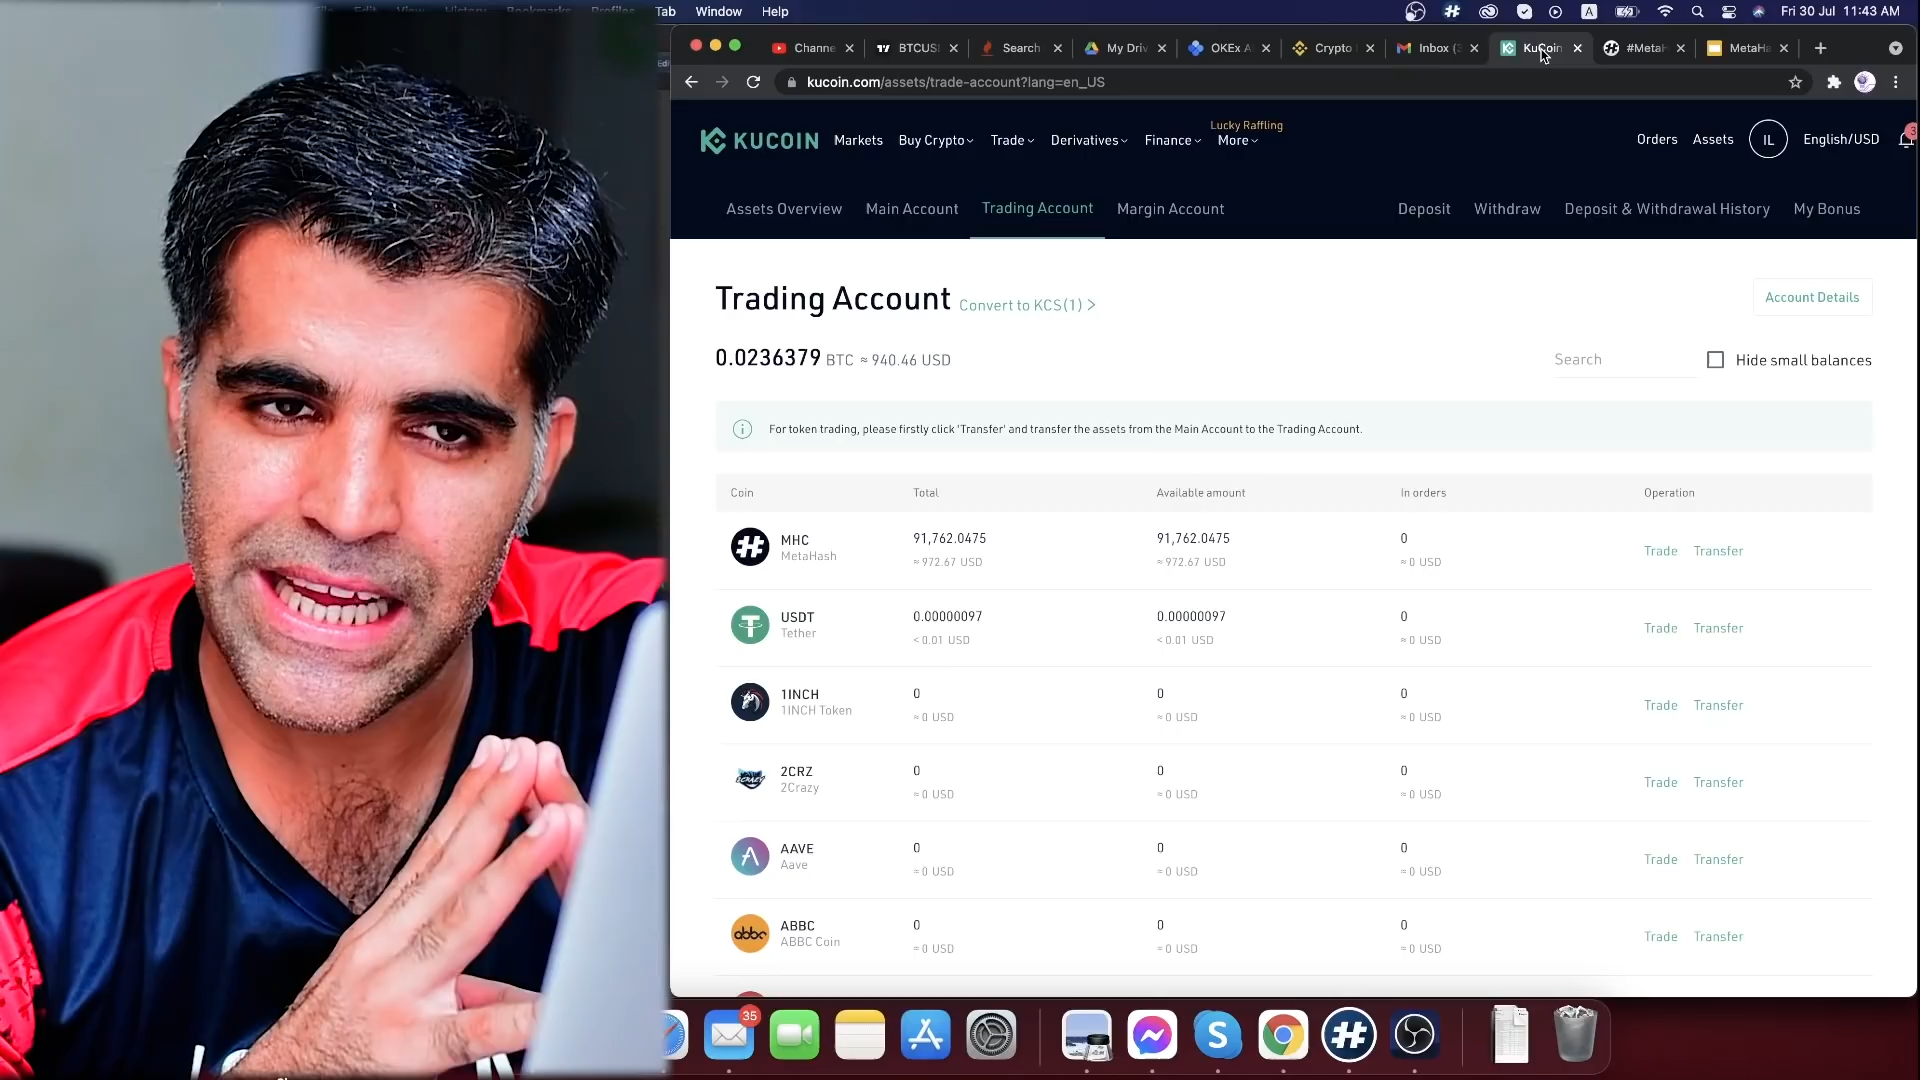 Tab Window Help
A
Fri 30 Jul 11:43 AM
Channe
BTCUS
Search
My Driv
OKEx A
Crypto
Inbox (3
KuCoin
#MetaH
MetaHa
kucoin.com/assets/trade-account?lang=en_US
KUCOIN
Markets
Buy Crypto
Trade
Derivatives
Finance
Lucky Raffling
More
Orders
Assets
IL
English/USD
3
Assets Overview
Main Account
Trading Account
Margin Account
Deposit
Withdraw
Deposit & Withdrawal History
My Bonus
Trading Account Convert to KCS(1) >
Account Details
0.0236379 BTC ≈ 940.46 USD
Search
Hide small balances
For token trading, please firstly click 'Transfer' and transfer the assets from the Main Account to the Trading Account.
Coin Total Available amount In orders Operation
MHC 91,762.0475 91,762.0475 0
MetaHash ≈ 972.67 USD ≈ 972.67 USD ≈ 0 USD
Trade Transfer
USDT 0.00000097 0.00000097 0
Tether < 0.01 USD < 0.01 USD ≈ 0 USD
Trade Transfer
1INCH 0 0 0
1INCH Token ≈ 0 USD ≈ 0 USD ≈ 0 USD
Trade Transfer
2CRZ 0 0 0
2Crazy ≈ 0 USD ≈ 0 USD ≈ 0 USD
Trade Transfer
AAVE 0 0 0
Aave ≈ 0 USD ≈ 0 USD ≈ 0 USD
Trade Transfer
abbc
ABBC 0 0 0
ABBC Coin ≈ 0 USD ≈ 0 USD ≈ 0 USD
Trade Transfer
35